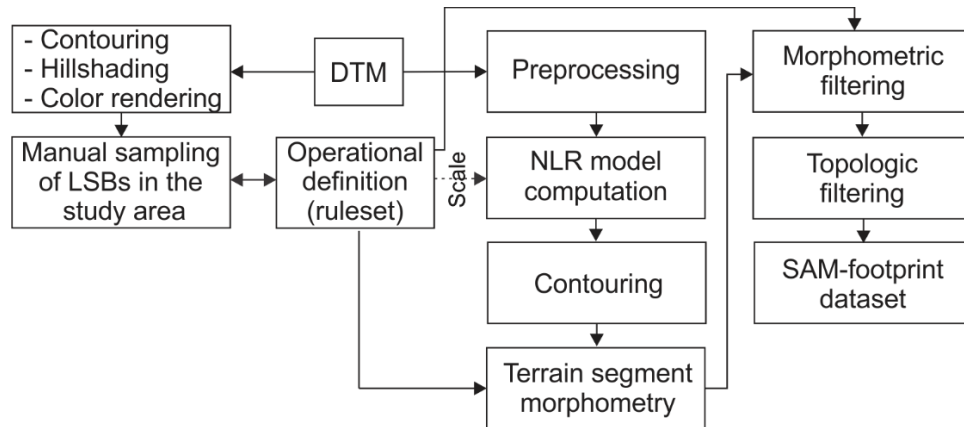 - Contouring
- Hillshading
- Color rendering
DTM
Preprocessing
Morphometric
filtering
Manual sampling
of LSBs in the
study area
Operational
definition
(ruleset)
Scale
NLR model
computation
Topologic
filtering
Contouring
SAM-footprint
dataset
Terrain segment
morphometry